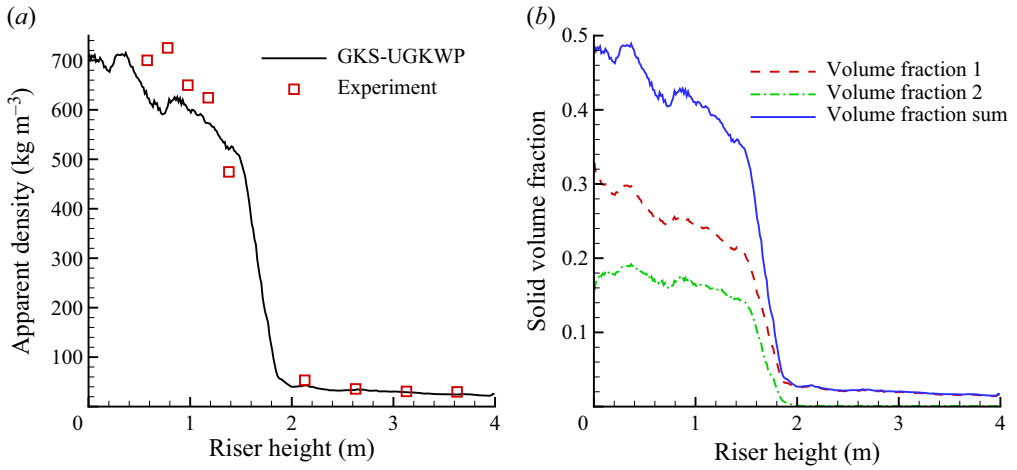 (a)
Apparent density (kg m⁻³)
700
600
500
400
300
200
100
0
1
2
3
4
Riser height (m)
GKS-UGKWP
Experiment
(b)
Solid volume fraction
0.5
0.4
0.3
0.2
0.1
0
1
2
3
4
Riser height (m)
Volume fraction 1
Volume fraction 2
Volume fraction sum